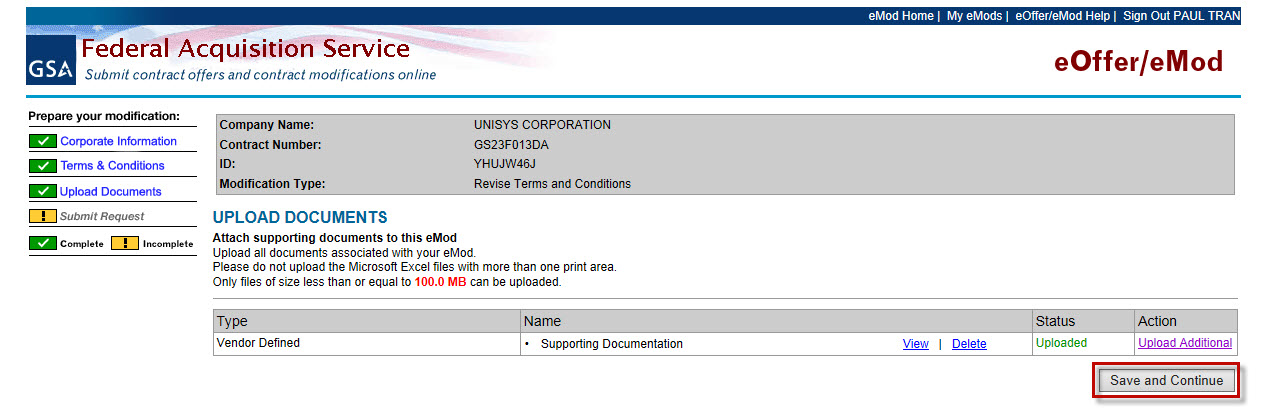 eMod Home | My eMods | eOffer/eMod Help | Sign Out PAUL TRAN
GSA
Federal Acquisition Service
Submit contract offers and contract modifications online
eOffer/eMod
Prepare your modification:
Corporate Information
Terms & Conditions
Upload Documents
! Submit Request
Complete ! Incomplete
Company Name: UNISYS CORPORATION
Contract Number: GS23F013DA
ID: YHUJW46J
Modification Type: Revise Terms and Conditions
UPLOAD DOCUMENTS
Attach supporting documents to this eMod
Upload all documents associated with your eMod.
Please do not upload the Microsoft Excel files with more than one print area.
Only files of size less than or equal to 100.0 MB can be uploaded.
Type Name Status Action
Vendor Defined • Supporting Documentation View | Delete Uploaded Upload Additional
Save and Continue